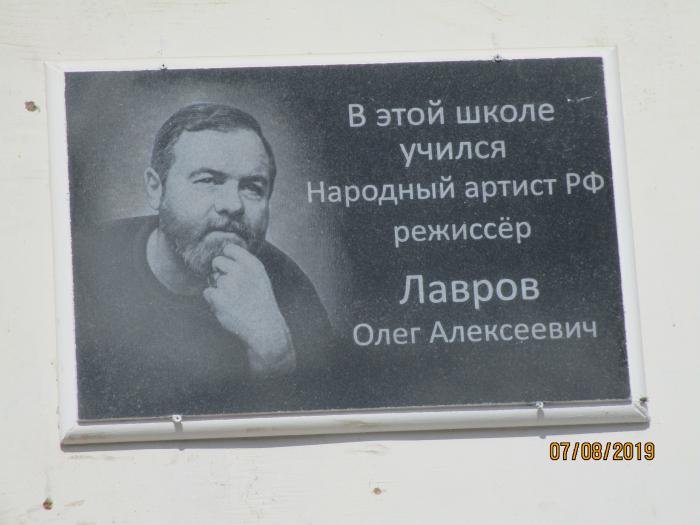 В этой школе
учился
Народный артист РФ
режиссёр
Лавров
Олег Алексеевич
07/08/2019